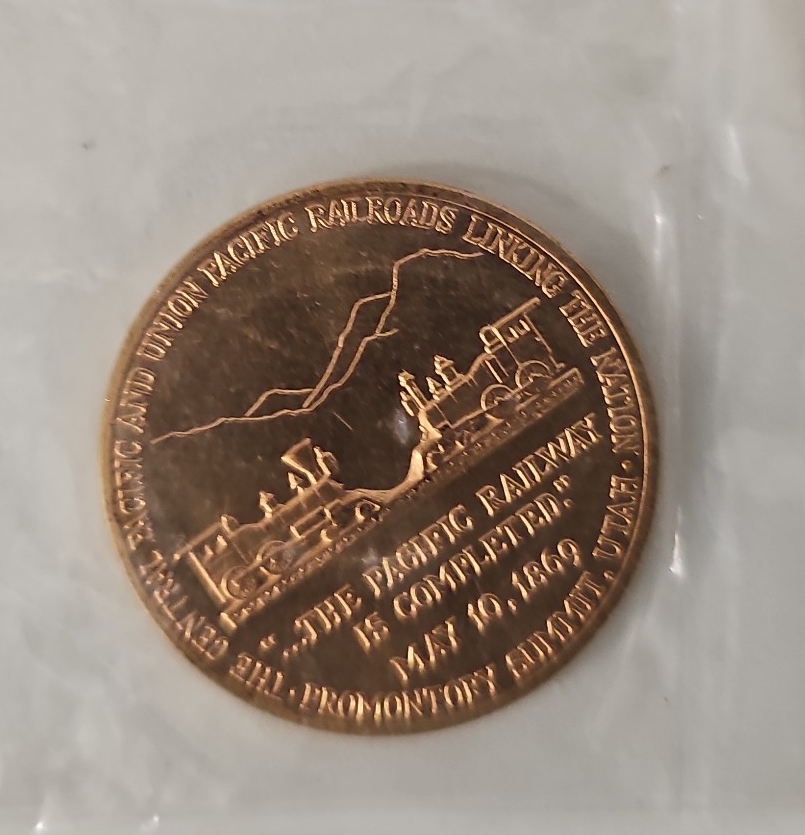 THE CENTRAL PACIFIC AND UNION PACIFIC RAILROADS LINKING THE NATION ·
"...THE PACIFIC RAILWAY
IS COMPLETED."
MAY 10, 1869
PROMONTORY SUMMIT, UTAH ·